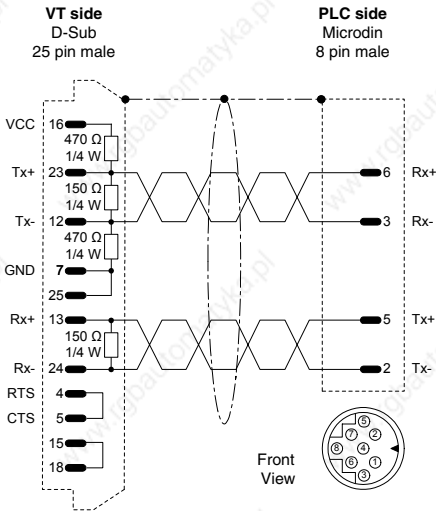 VT side
D-Sub
25 pin male
PLC side
Microdin
8 pin male
VCC 16
470 Ω
1/4 W
Tx+ 23
6 Rx+
150 Ω
1/4 W
Tx- 12
3 Rx-
470 Ω
1/4 W
GND 7
25
Rx+ 13
5 Tx+
150 Ω
1/4 W
Rx- 24
2 Tx-
RTS 4
CTS 5
15
18
Front
View
5
7 2
8 4
6 1
3
www.rgbautomatyka.pl